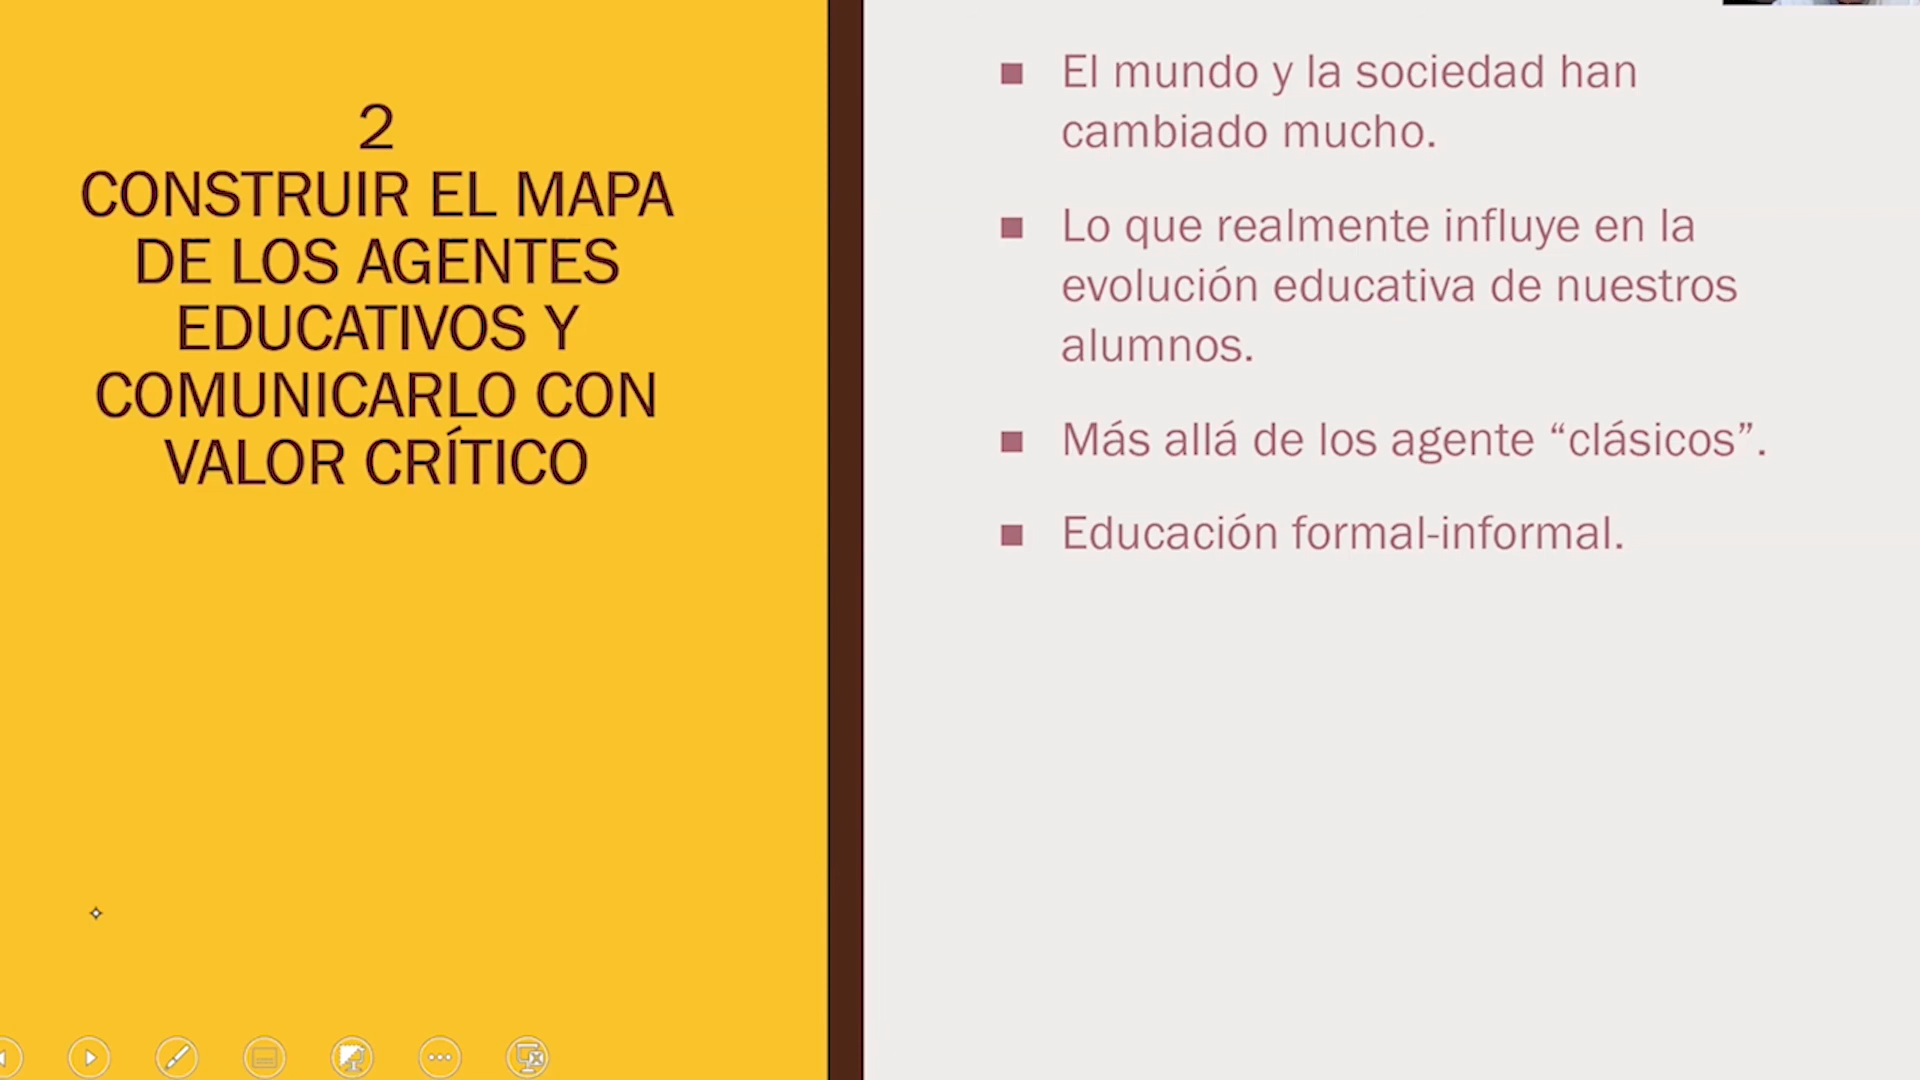 2
CONSTRUIR EL MAPA
DE LOS AGENTES
EDUCATIVOS Y
COMUNICARLO CON
VALOR CRÍTICO
El mundo y la sociedad han
cambiado mucho.
Lo que realmente influye en la
evolución educativa de nuestros
alumnos.
Más allá de los agente “clásicos”.
Educación formal-informal.